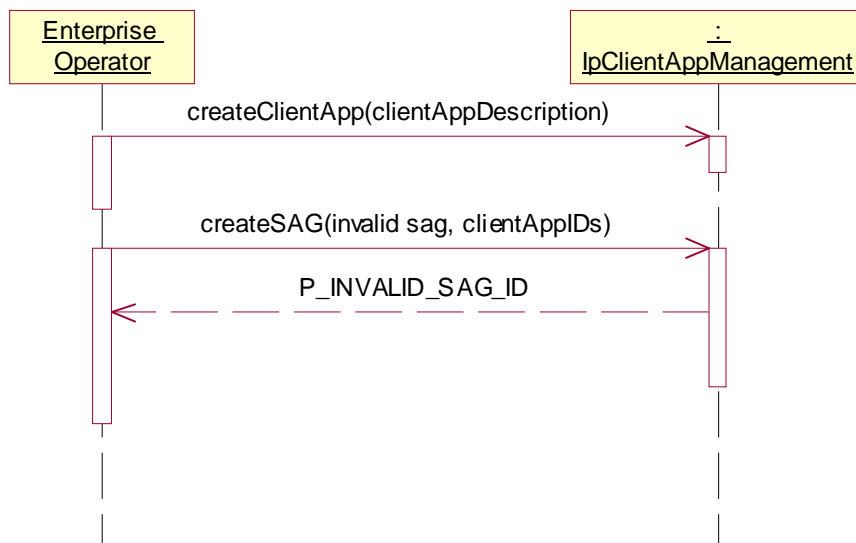 Enterprise
Operator
:
IpClientAppManagement
createClientApp(clientAppDescription)
createSAG(invalid sag, clientAppIDs)
P_INVALID_SAG_ID